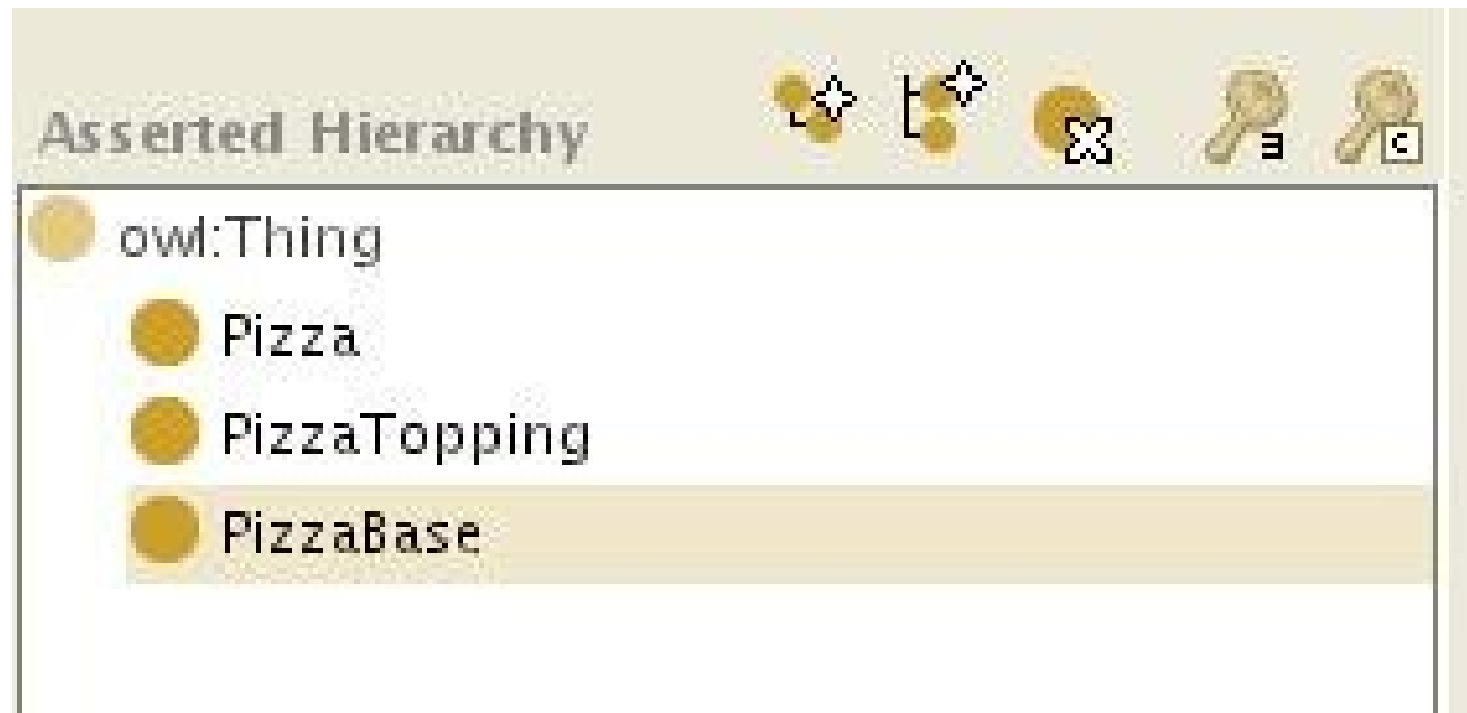 Asserted Hierarchy
∃
C
owl:Thing
Pizza
PizzaTopping
PizzaBase